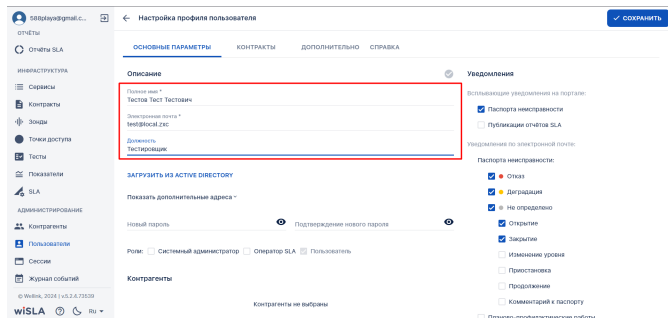 588playa@gmail.c...
Настройка профиля пользователя
СОХРАНИТЬ
ОТЧЁТЫ
Отчёты SLA
ИНФРАСТРУКТУРА
Сервисы
Контракты
Зонды
Точки доступа
Тесты
Показатели
SLA
АДМИНИСТРИРОВАНИЕ
Контрагенты
Пользователи
Сессии
Журнал событий
© Wellink, 2024 | v.5.2.4.73539
wiSLA
Ru
ОСНОВНЫЕ ПАРАМЕТРЫ
КОНТРАКТЫ
ДОПОЛНИТЕЛЬНО
СПРАВКА
Описание
Полное имя *
Тестов Тест Тестович
Электронная почта *
test@local.zxc
Должность
Тестировщик
ЗАГРУЗИТЬ ИЗ ACTIVE DIRECTORY
Показать дополнительные адреса
Новый пароль
Подтверждение нового пароля
Роли: Системный администратор Оператор SLA Пользователь
Контрагенты
Контрагенты не выбраны
Уведомления
Всплывающие уведомления на портале:
Паспорта неисправности
Публикации отчётов SLA
Уведомления по электронной почте:
Паспорта неисправности:
Отказ
Деградация
Не определено
Открытие
Закрытие
Изменение уровня
Приостановка
Продолжение
Комментарий к паспорту
Планово-профилактические работы